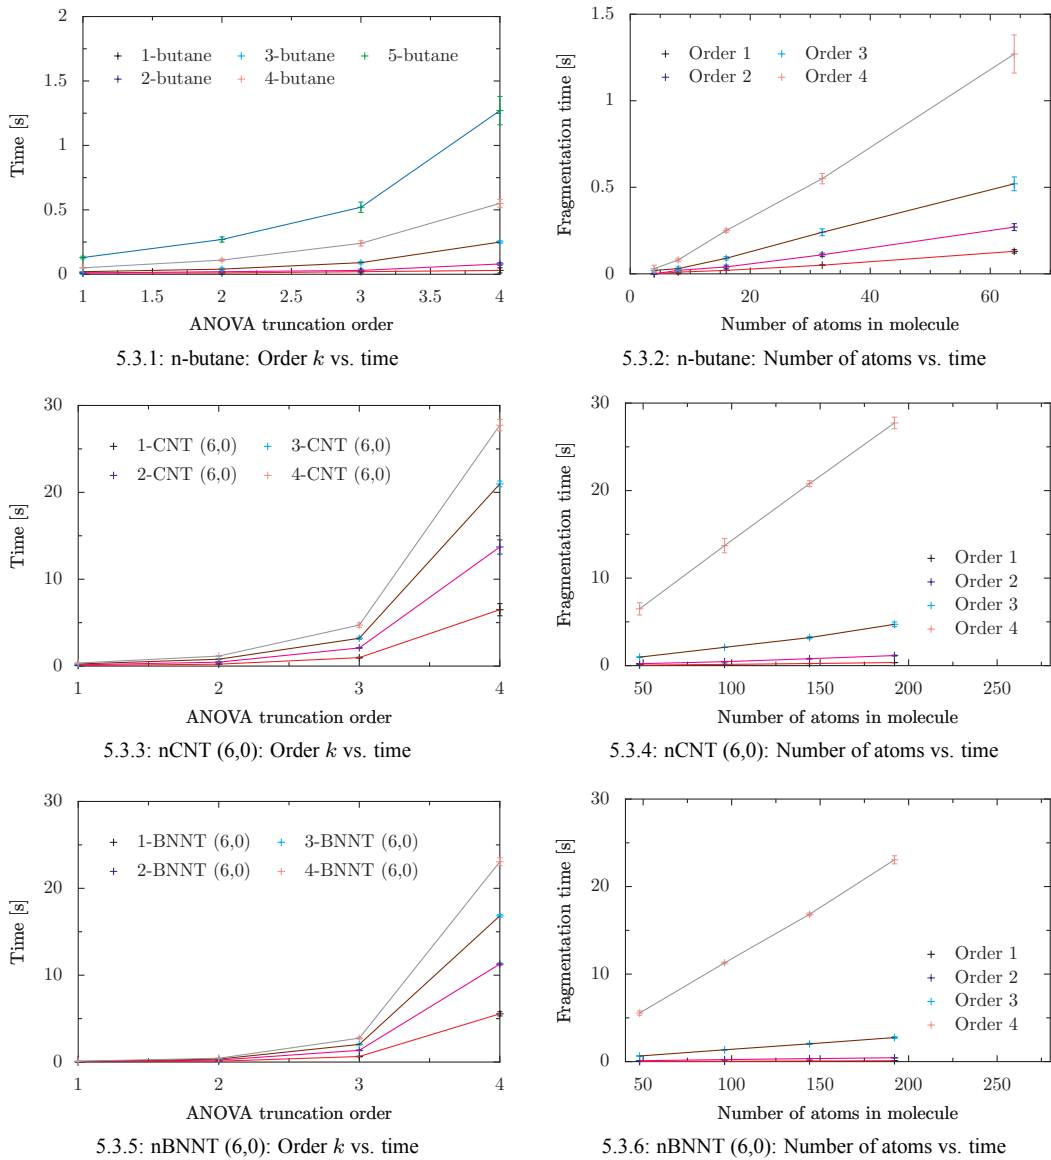 2
1.5
1
0.5
0
Time [s]
1-butane
2-butane
3-butane
4-butane
5-butane
1 1.5 2 2.5 3 3.5 4
ANOVA truncation order
5.3.1: n-butane: Order k vs. time
1.5
1
0.5
0
Fragmentation time [s]
Order 1
Order 2
Order 3
Order 4
0 20 40 60
Number of atoms in molecule
5.3.2: n-butane: Number of atoms vs. time
30
20
10
0
Time [s]
1-CNT (6,0)
2-CNT (6,0)
3-CNT (6,0)
4-CNT (6,0)
1 2 3 4
ANOVA truncation order
5.3.3: nCNT (6,0): Order k vs. time
30
20
10
0
Fragmentation time [s]
Order 1
Order 2
Order 3
Order 4
50 100 150 200 250
Number of atoms in molecule
5.3.4: nCNT (6,0): Number of atoms vs. time
30
20
10
0
Time [s]
1-BNNT (6,0)
2-BNNT (6,0)
3-BNNT (6,0)
4-BNNT (6,0)
1 2 3 4
ANOVA truncation order
5.3.5: nBNNT (6,0): Order k vs. time
30
20
10
0
Fragmentation time [s]
Order 1
Order 2
Order 3
Order 4
50 100 150 200 250
Number of atoms in molecule
5.3.6: nBNNT (6,0): Number of atoms vs. time